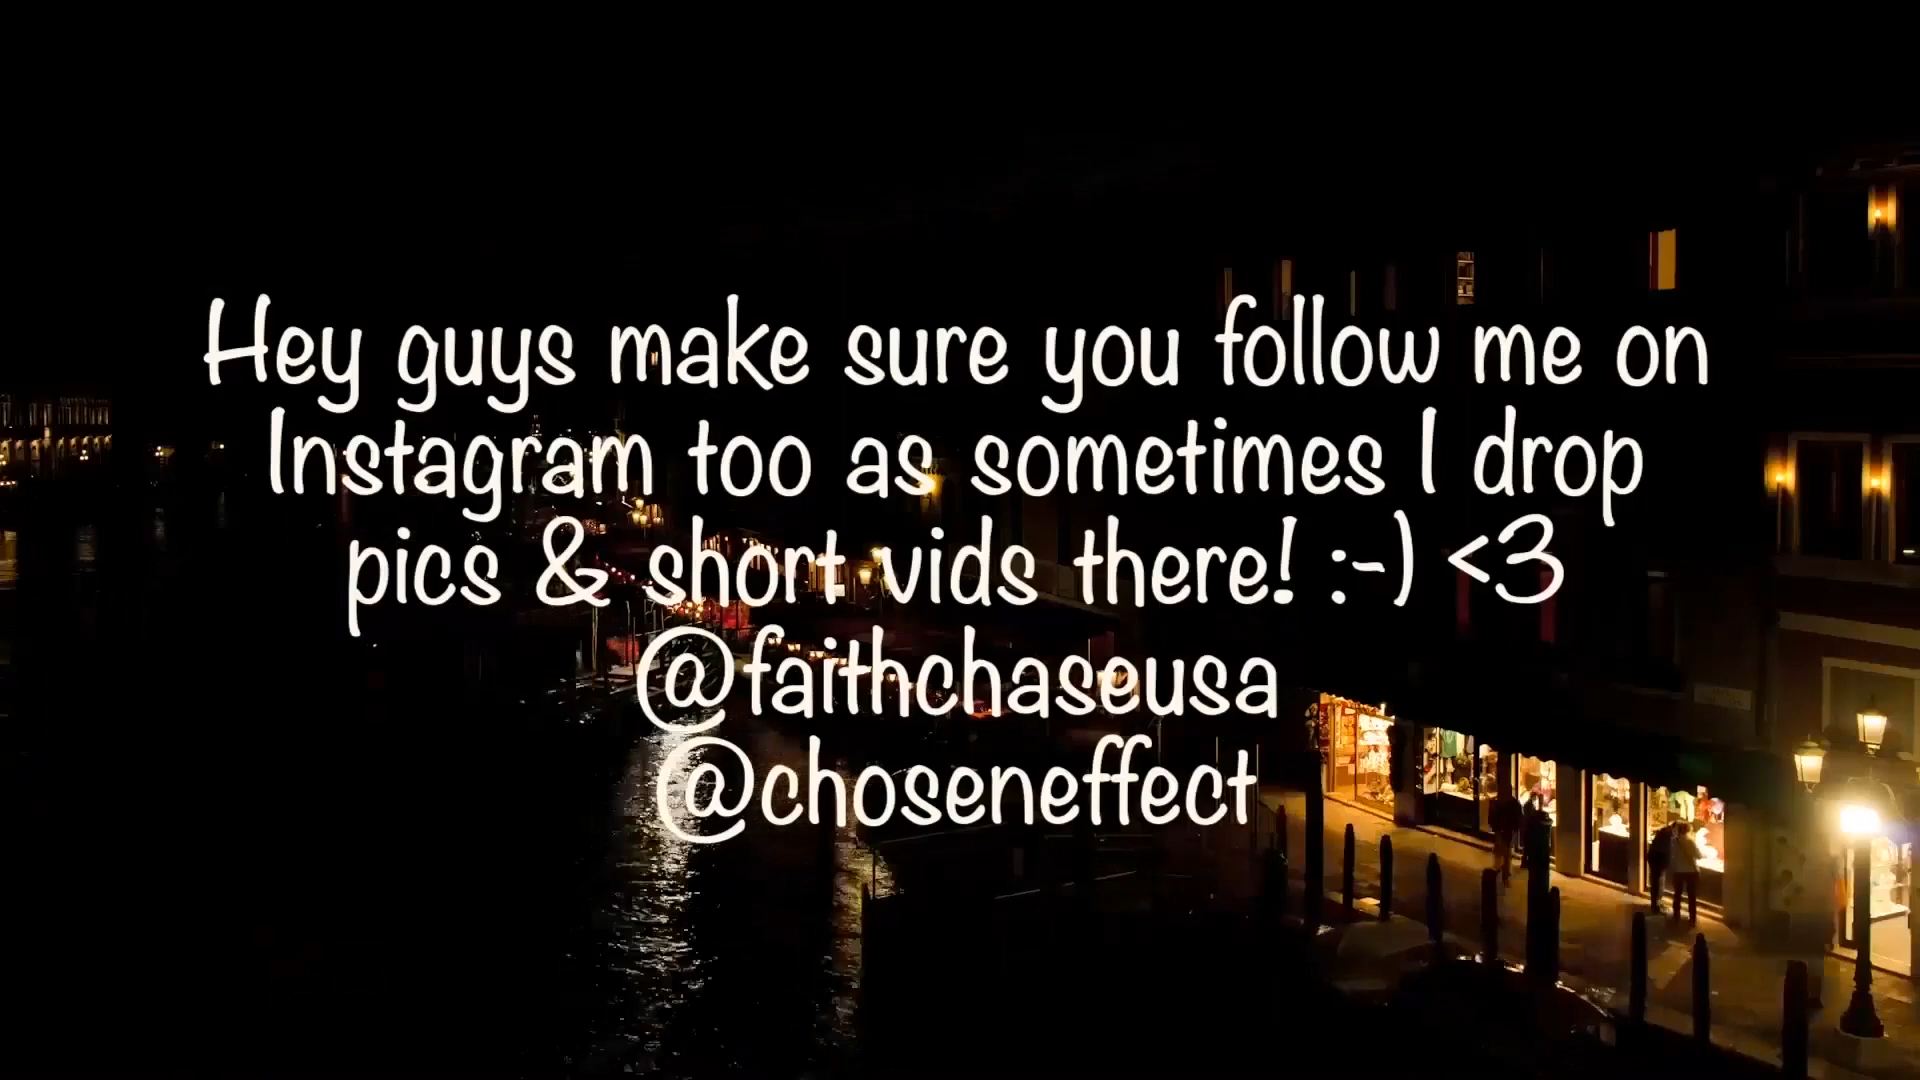 Hey guys make sure you follow me on
Instagram too as sometimes I drop
pics & short vids there! :-) <3
@faithchaseusa
@choseneffect